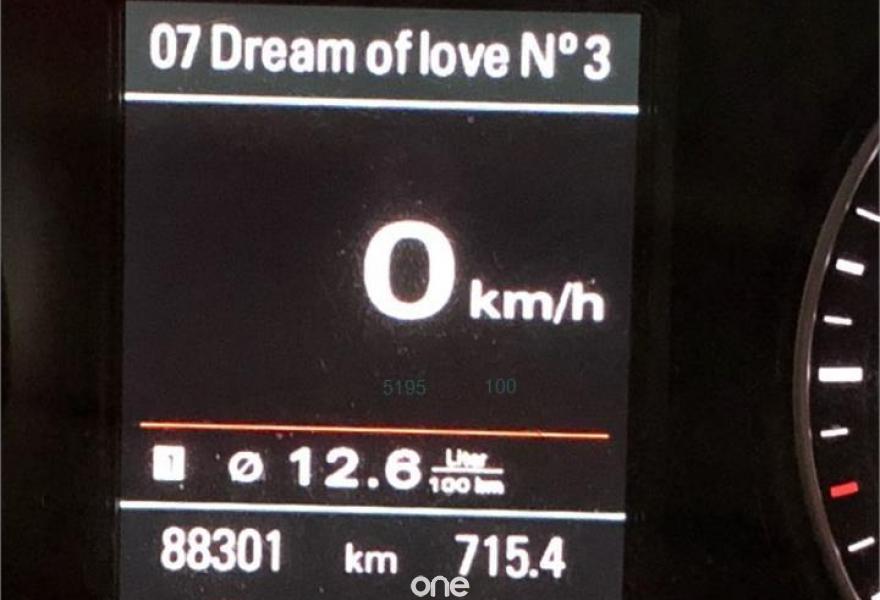 07 Dream of love Nº 3
0 km/h
5195 100
1 Ø 12.6 Liter/100 km
88301 km 715.4
one